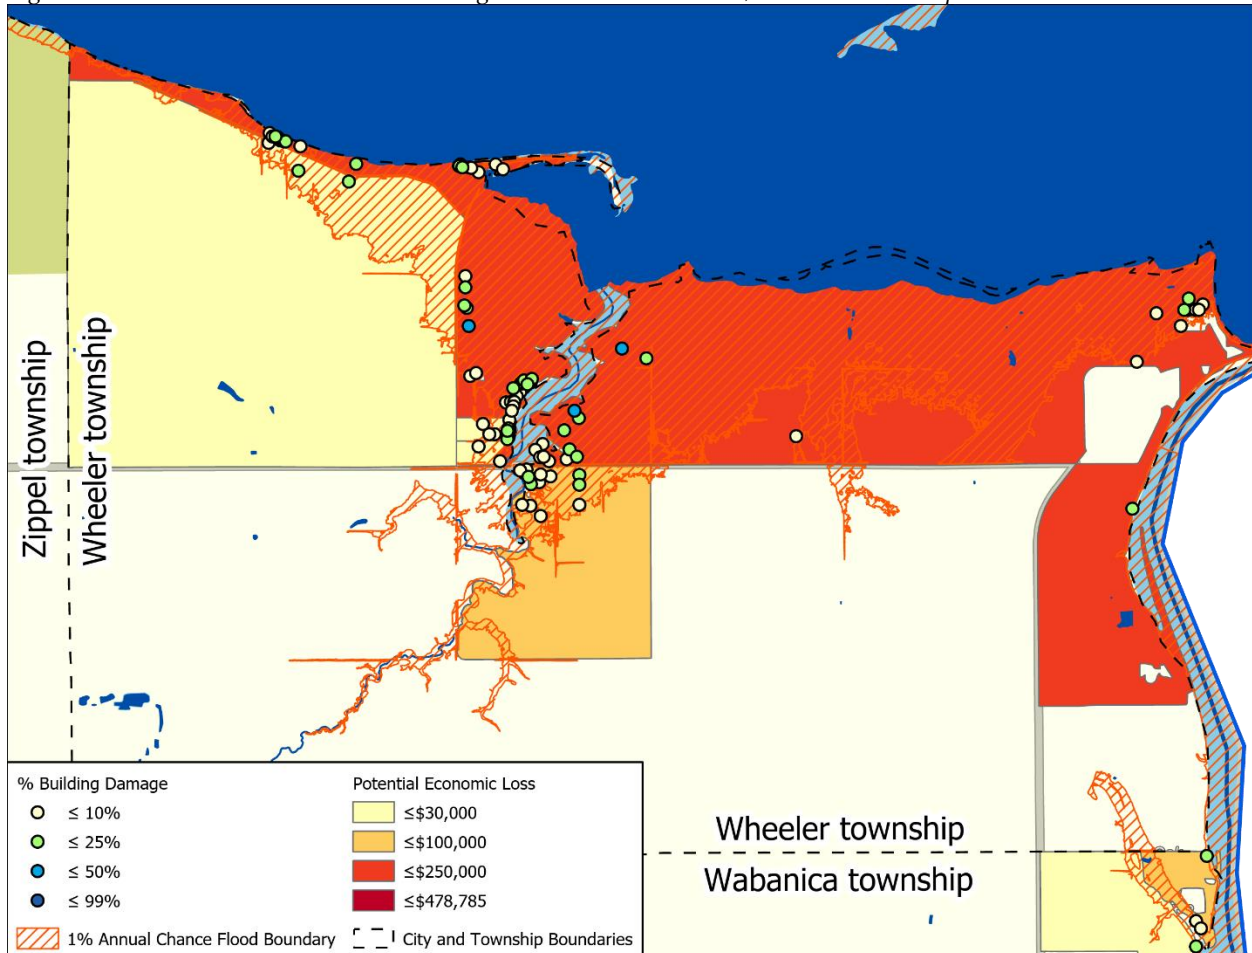 Zippel township
Wheeler township
Wheeler township
Wabanica township
% Building Damage
≤ 10%
≤ 25%
≤ 50%
≤ 99%
Potential Economic Loss
≤$30,000
≤$100,000
≤$250,000
≤$478,785
1% Annual Chance Flood Boundary
City and Township Boundaries